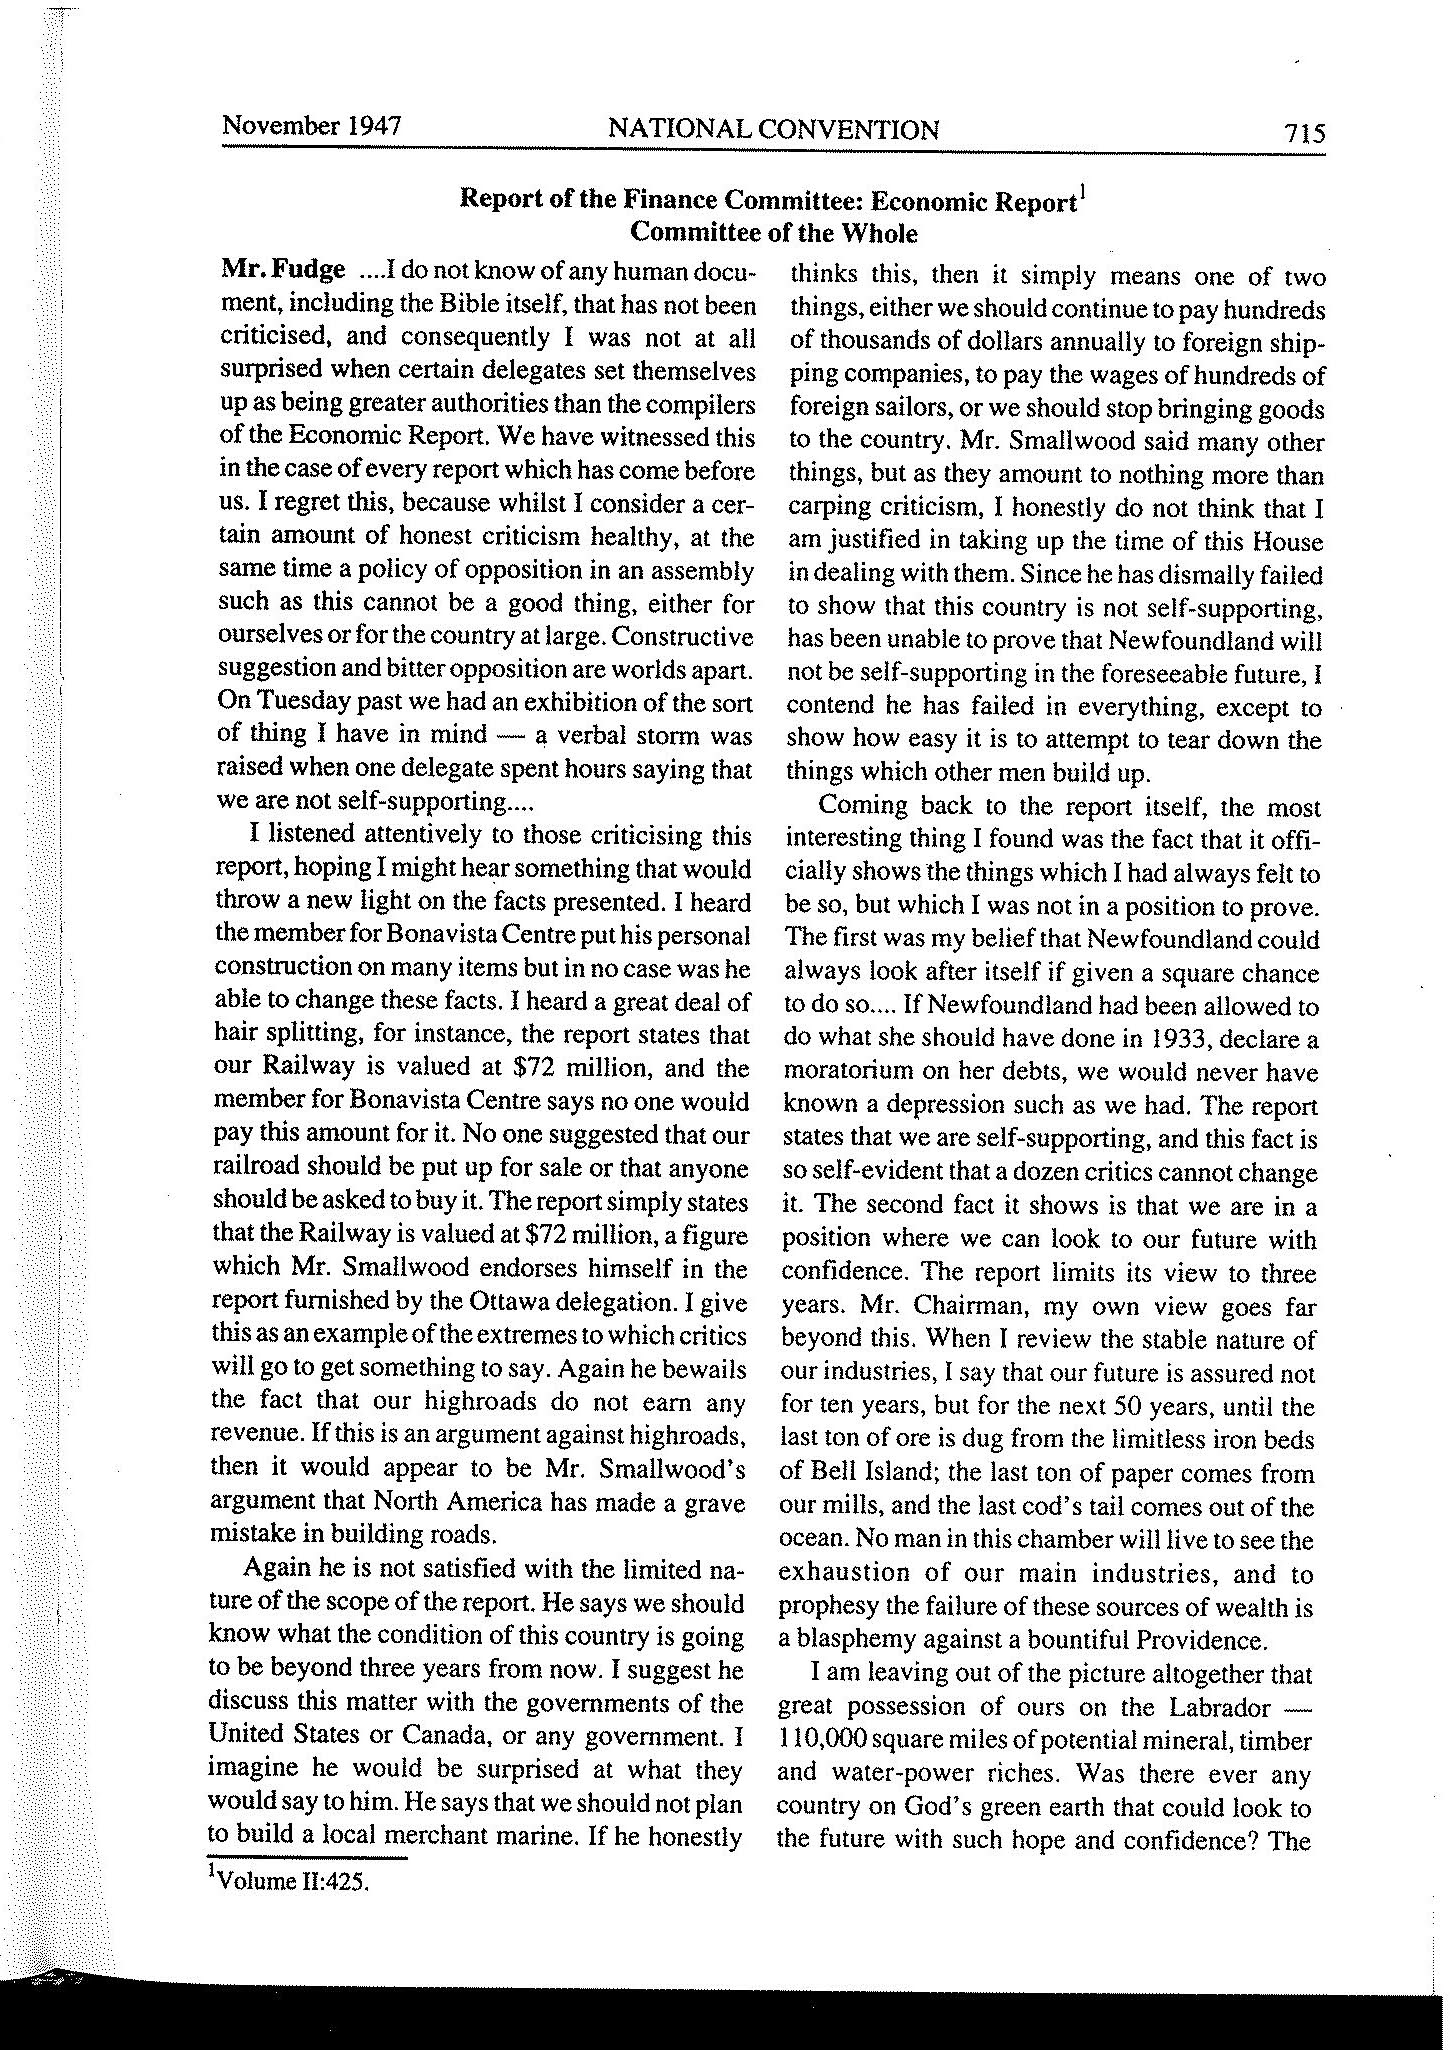 November 1947 NATIONAL CONVENTION 715
Report of the Finance Committee: Economic Report1
Committee of the Whole
Mr. Fudge ....I do not know of any human docu-
ment, including the Bible itself, that has not been
criticised, and consequently I was not at all
surprised when certain delegates set themselves
up as being greater authorities than the compilers
of the Economic Report. We have witnessed this
in the case of every report which has come before
us. I regret this, because whilst I consider a cer-
tain amount of honest criticism healthy, at the
same time a policy of opposition in an assembly
such as this cannot be a good thing, either for
ourselves or for the country at large. Constructive
suggestion and bitter opposition are worlds apart.
On Tuesday past we had an exhibition of the sort
of thing I have in mind — a verbal storm was
raised when one delegate spent hours saying that
we are not self-supporting....
I listened attentively to those criticising this
report, hoping I might hear something that would
throw a new light on the facts presented. I heard
the member for Bonavista Centre put his personal
construction on many items but in no case was he
able to change these facts. I heard a great deal of
hair splitting, for instance, the report states that
our Railway is valued at $72 million, and the
member for Bonavista Centre says no one would
pay this amount for it. No one suggested that our
railroad should be put up for sale or that anyone
should be asked to buy it. The report simply states
that the Railway is valued at $72 million, a figure
which Mr. Smallwood endorses himself in the
report furnished by the Ottawa delegation. I give
this as an example of the extremes to which critics
will go to get something to say. Again he bewails
the fact that our highroads do not earn any
revenue. If this is an argument against highroads,
then it would appear to be Mr. Smallwood's
argument that North America has made a grave
mistake in building roads.
Again he is not satisfied with the limited na-
ture of the scope of the report. He says we should
know what the condition of this country is going
to be beyond three years from now. I suggest he
discuss this matter with the governments of the
United States or Canada, or any government. I
imagine he would be surprised at what they
would say to him. He says that we should not plan
to build a local merchant marine. If he honestly
thinks this, then it simply means one of two
things, either we should continue to pay hundreds
of thousands of dollars annually to foreign ship-
ping companies, to pay the wages of hundreds of
foreign sailors, or we should stop bringing goods
to the country. Mr. Smallwood said many other
things, but as they amount to nothing more than
carping criticism, I honestly do not think that I
am justified in taking up the time of this House
in dealing with them. Since he has dismally failed
to show that this country is not self-supporting,
has been unable to prove that Newfoundland will
not be self-supporting in the foreseeable future, I
contend he has failed in everything, except to
show how easy it is to attempt to tear down the
things which other men build up.
Coming back to the report itself, the most
interesting thing I found was the fact that it offi-
cially shows the things which I had always felt to
be so, but which I was not in a position to prove.
The first was my belief that Newfoundland could
always look after itself if given a square chance
to do so.... If Newfoundland had been allowed to
do what she should have done in 1933, declare a
moratorium on her debts, we would never have
known a depression such as we had. The report
states that we are self-supporting, and this fact is
so self-evident that a dozen critics cannot change
it. The second fact it shows is that we are in a
position where we can look to our future with
confidence. The report limits its view to three
years. Mr. Chairman, my own view goes far
beyond this. When I review the stable nature of
our industries, I say that our future is assured not
for ten years, but for the next 50 years, until the
last ton of ore is dug from the limitless iron beds
of Bell Island; the last ton of paper comes from
our mills, and the last cod's tail comes out of the
ocean. No man in this chamber will live to see the
exhaustion of our main industries, and to
prophesy the failure of these sources of wealth is
a blasphemy against a bountiful Providence.
I am leaving out of the picture altogether that
great possession of ours on the Labrador —
110,000 square miles of potential mineral, timber
and water-power riches. Was there ever any
country on God's green earth that could look to
the future with such hope and confidence? The
1Volume II:425.